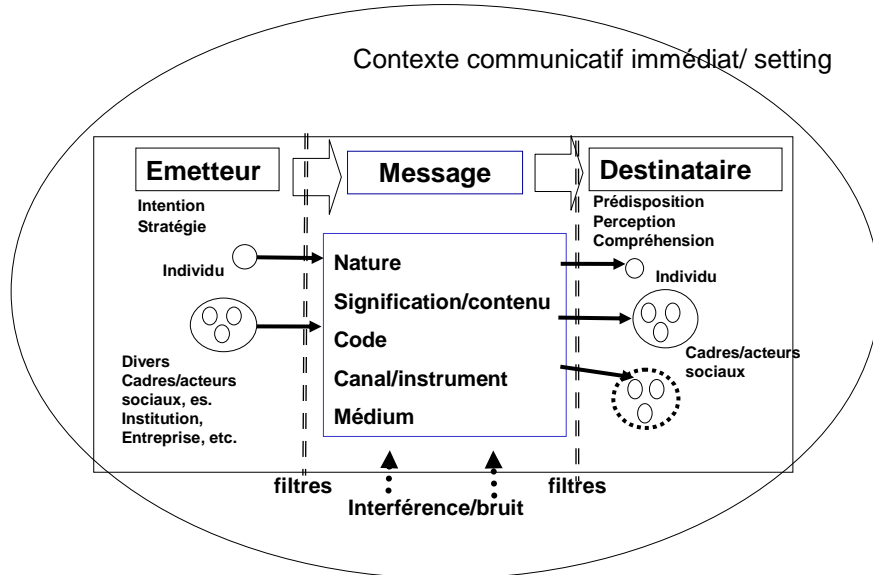 Contexte communicatif immédiat/ setting
Emetteur
Intention
Stratégie
Individu
Divers
Cadres/acteurs
sociaux, es.
Institution,
Entreprise, etc.
Message
Nature
Signification/contenu
Code
Canal/instrument
Médium
Destinataire
Prédisposition
Perception
Compréhension
Individu
Cadres/acteurs
sociaux
filtres
filtres
Interférence/bruit